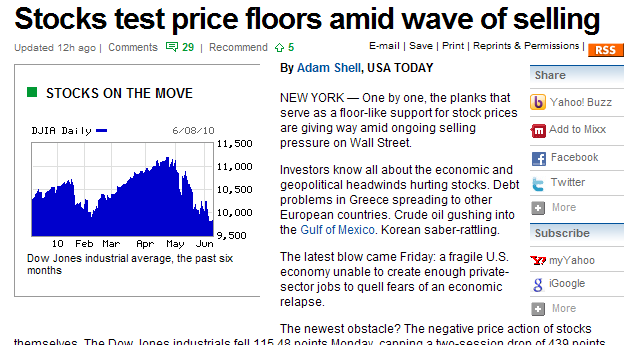 Stocks test price floors amid wave of selling
Updated 12h ago | Comments 29 | Recommend 5
E-mail | Save | Print | Reprints & Permissions | RSS
STOCKS ON THE MOVE
DJIA Daily
6/08/10
11,500
11,000
10,500
10,000
9,500
10 Feb Mar Apr May Jun
Dow Jones industrial average, the past six
months
By Adam Shell, USA TODAY
NEW YORK — One by one, the planks that
serve as a floor-like support for stock prices
are giving way amid ongoing selling
pressure on Wall Street.
Investors know all about the economic and
geopolitical headwinds hurting stocks. Debt
problems in Greece spreading to other
European countries. Crude oil gushing into
the Gulf of Mexico. Korean saber-rattling.
The latest blow came Friday: a fragile U.S.
economy unable to create enough private-
sector jobs to quell fears of an economic
relapse.
The newest obstacle? The negative price action of stocks
themselves. The Dow Jones industrials fell 115.48 points Monday, capping a two-session drop of 439 points
Share
Yahoo! Buzz
Add to Mixx
Facebook
Twitter
More
Subscribe
myYahoo
iGoogle
More